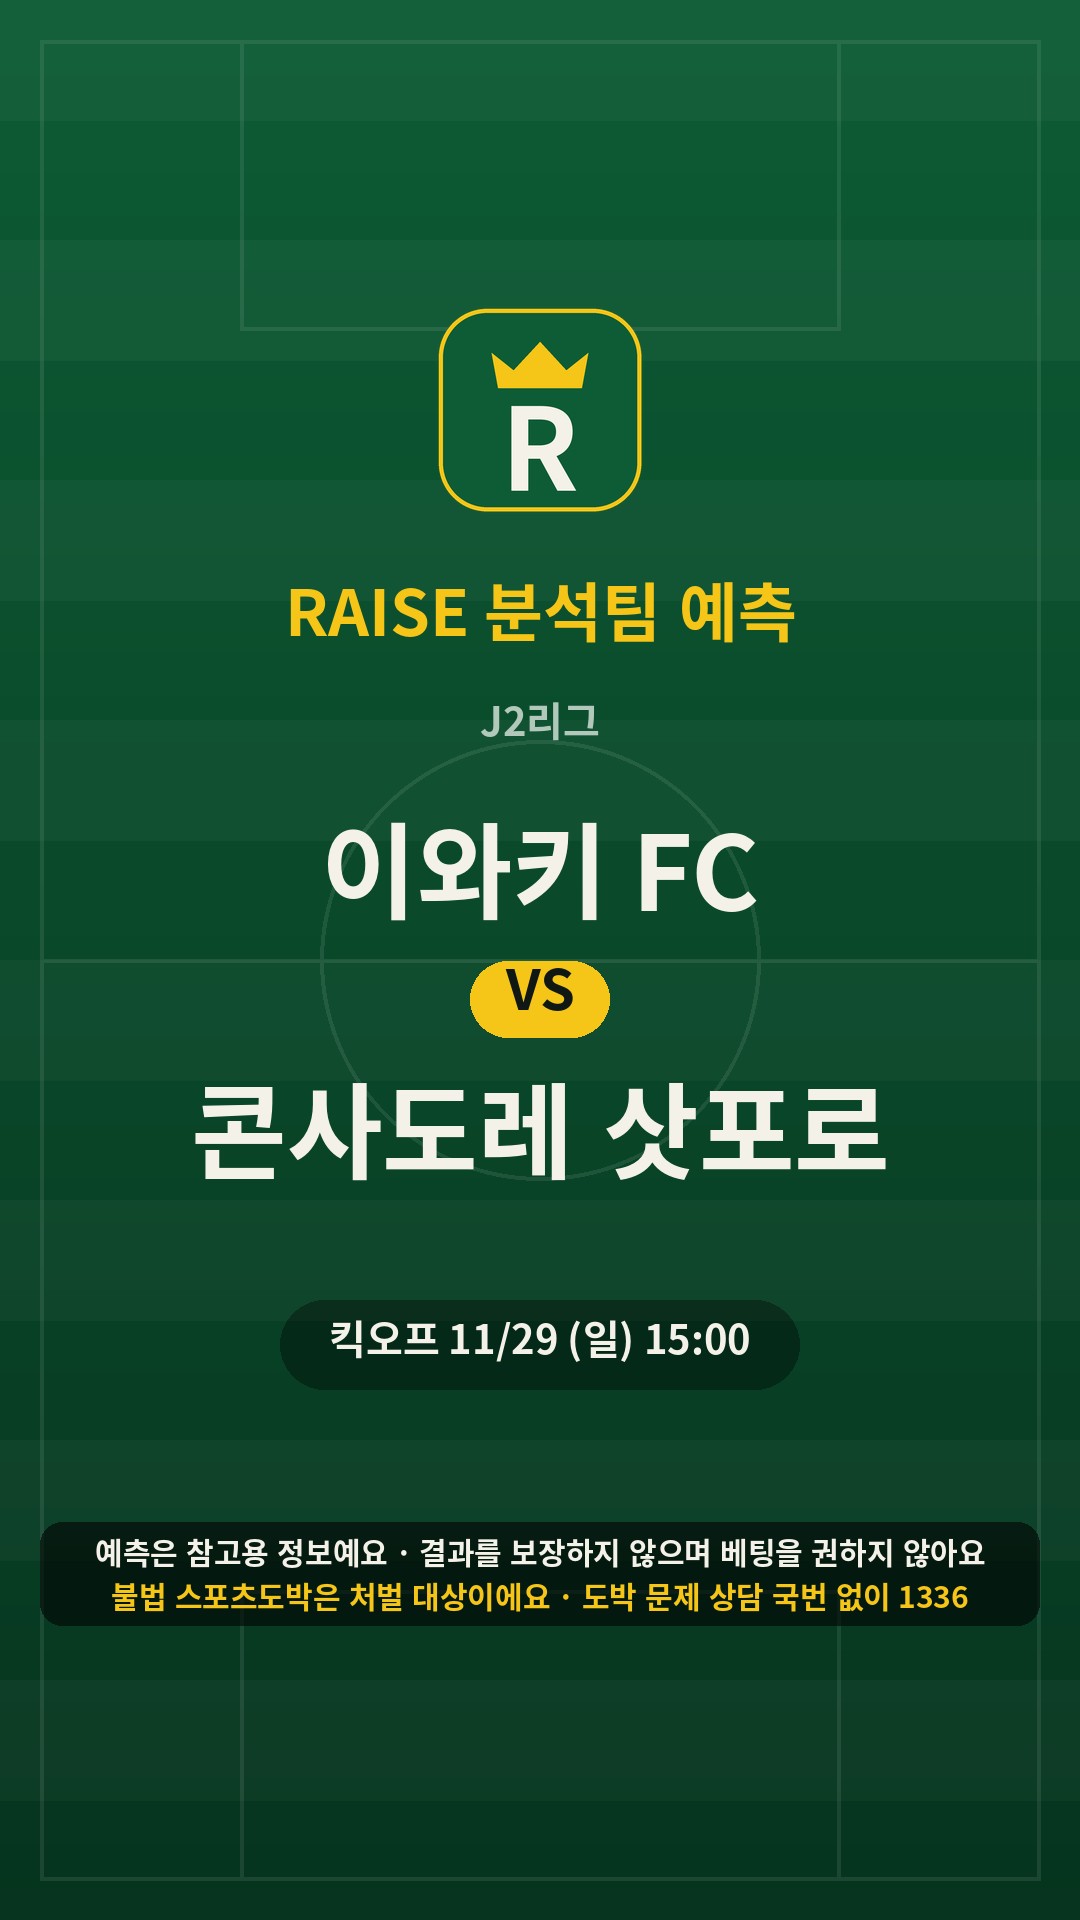 R
RAISE 분석팀 예측
J2리그
이와키 FC
VS
콘사도레 삿포로
킥오프 11/29 (일) 15:00
예측은 참고용 정보예요 · 결과를 보장하지 않으며 베팅을 권하지 않아요
불법 스포츠도박은 처벌 대상이에요 · 도박 문제 상담 국번 없이 1336